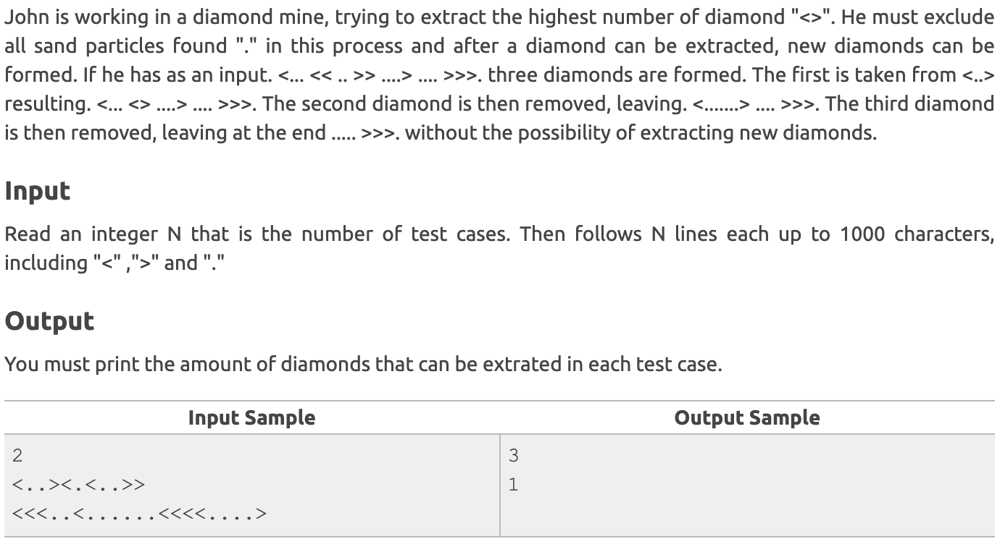 John is working in a diamond mine, trying to extract the highest number of diamond "<>". He must exclude
all sand particles found "." in this process and after a diamond can be extracted, new diamonds can be
formed. If he has as an input. <... << .. >> ....> .... >>>. three diamonds are formed. The first is taken from <..>
resulting. <... <> ....> .... >>>. The second diamond is then removed, leaving. <.......> .... >>>. The third diamond
is then removed, leaving at the end ..... >>>. without the possibility of extracting new diamonds.
Input
Read an integer N that is the number of test cases. Then follows N lines each up to 1000 characters,
including "<" ,">" and "."
Output
You must print the amount of diamonds that can be extrated in each test case.
Input Sample Output Sample
2 3
<..><.<..>> 1
<<<..<......<<<<....>